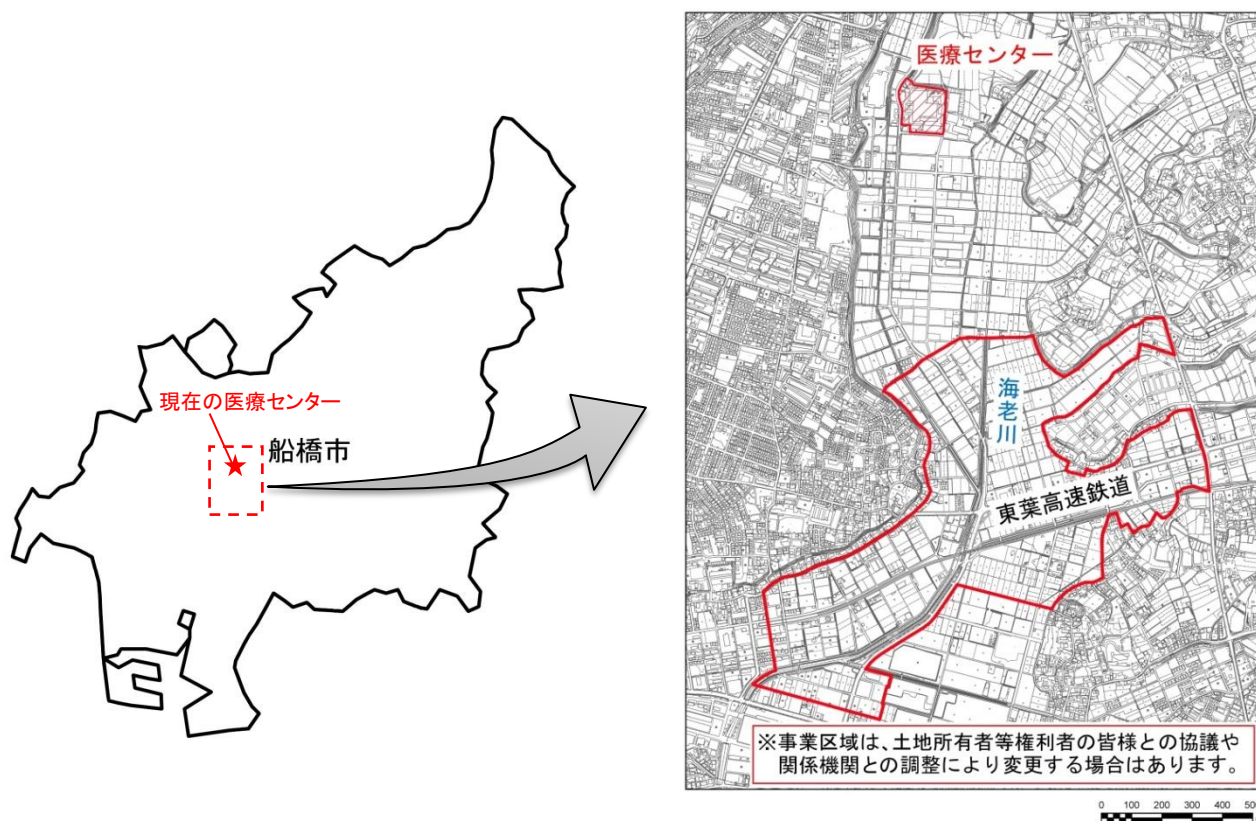 現在の医療センター
船橋市
医療センター
海老川
東葉高速鉄道
※事業区域は、土地所有者等権利者の皆様との協議や
関係機関との調整により変更する場合はあります。
0 100 200 300 400